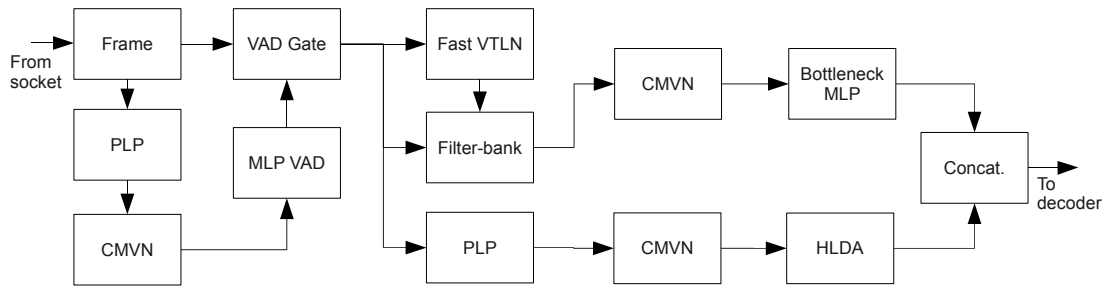 From
socket
Frame
VAD Gate
Fast VTLN
CMVN
Bottleneck
MLP
PLP
MLP VAD
Filter-bank
Concat.
To
decoder
CMVN
PLP
CMVN
HLDA